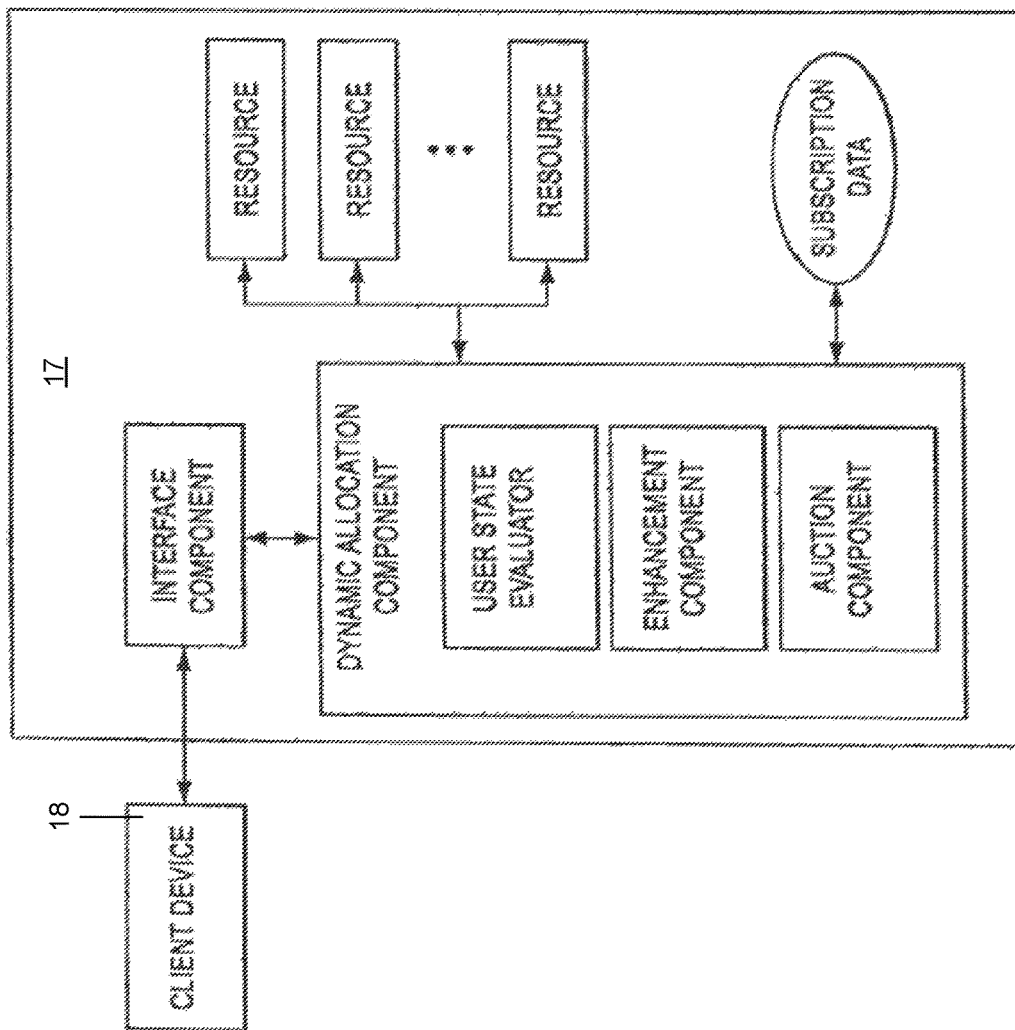 17
18
CLIENT DEVICE
INTERFACE
COMPONENT
DYNAMIC ALLOCATION
COMPONENT
USER STATE
EVALUATOR
ENHANCEMENT COMPONENT
AUCTION
COMPONENT
RESOURCE
RESOURCE
•••
RESOURCE
SUBSCRIPTION
DATA